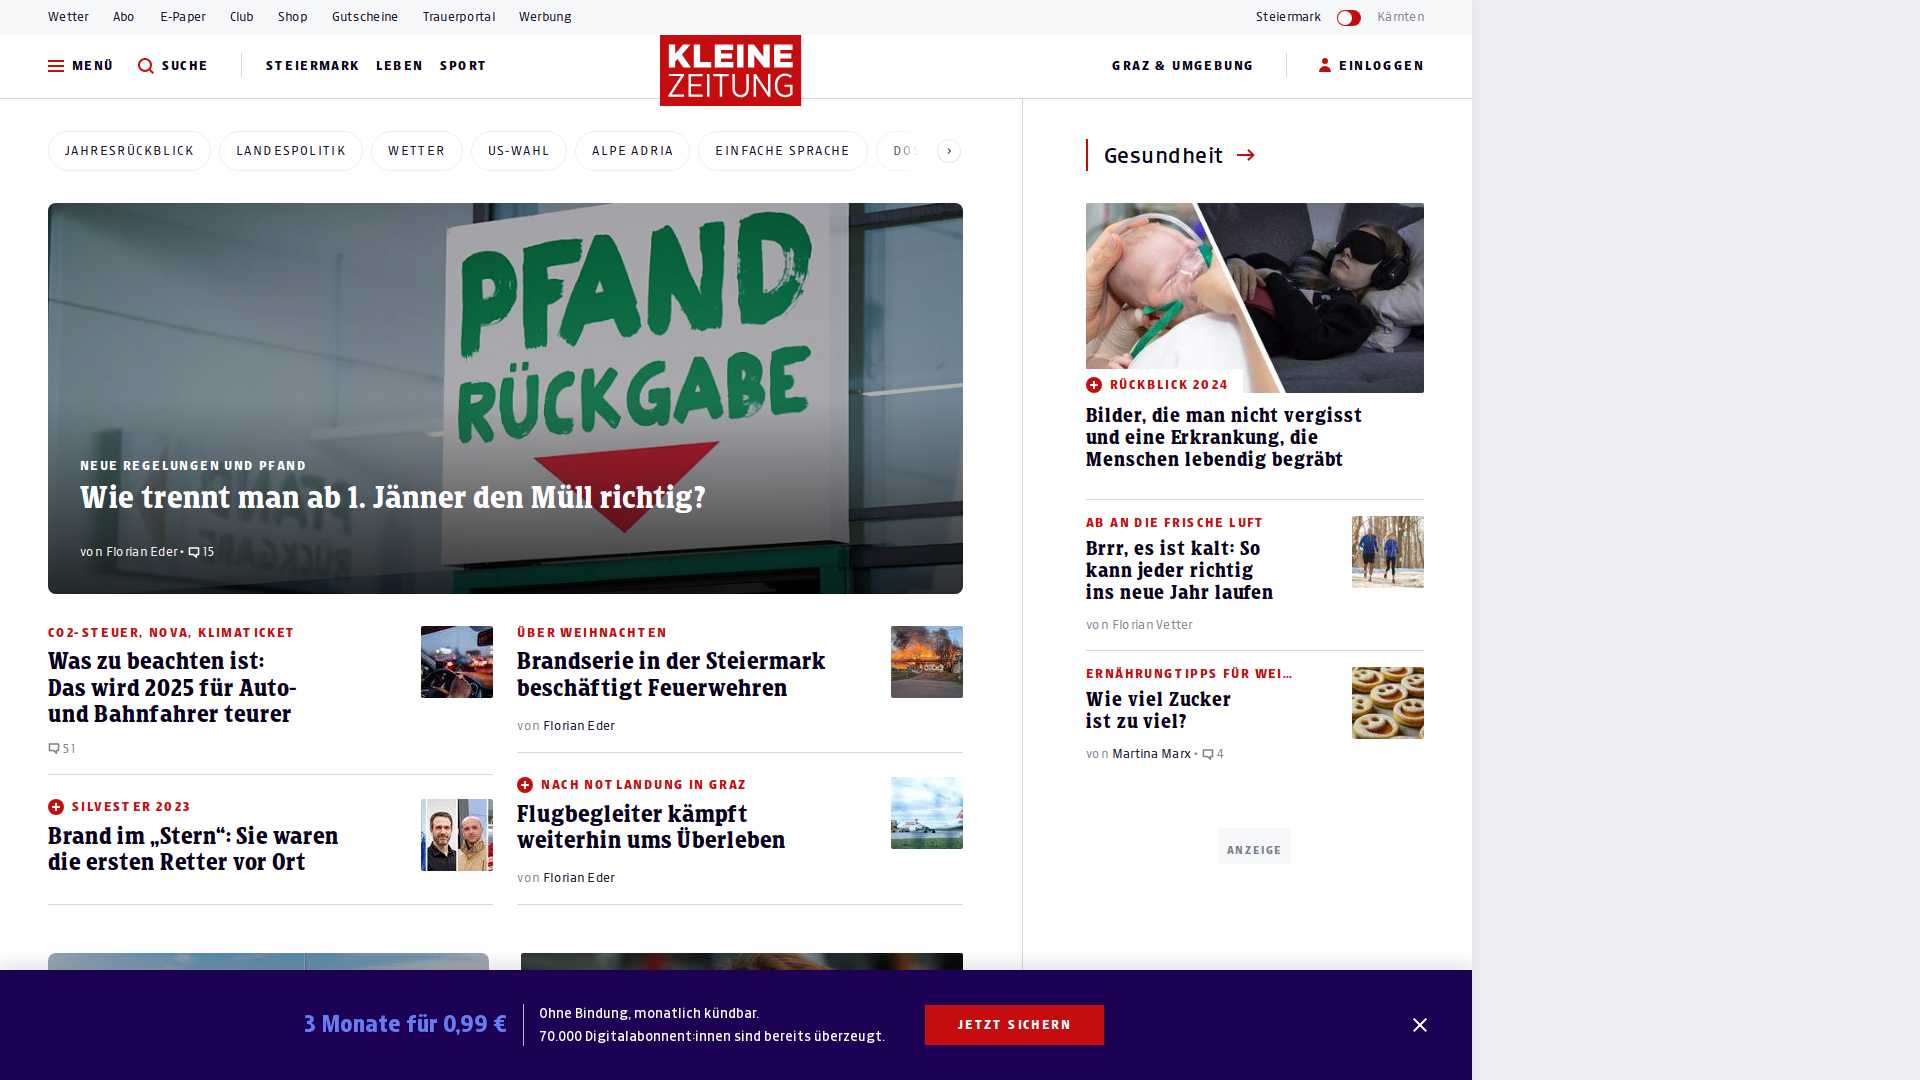 Wetter
Abo
E-Paper
Club
Shop
Gutscheine
Trauerportal
Werbung
Steiermark
Kärnten
MENÜ
SUCHE
STEIERMARK
LEBEN
SPORT
KLEINE
ZEITUNG
GRAZ & UMGEBUNG
EINLOGGEN
JAHRESRÜCKBLICK
LANDESPOLITIK
WETTER
US-WAHL
ALPE ADRIA
EINFACHE SPRACHE
PFAND
RÜCKGABE
NEUE REGELUNGEN UND PFAND
Wie trennt man ab 1. Jänner den Müll richtig?
von Florian Eder • 15
CO2-STEUER, NOVA, KLIMATICKET
Was zu beachten ist:
Das wird 2025 für Auto-
und Bahnfahrer teurer
51
SILVESTER 2023
Brand im „Stern“: Sie waren
die ersten Retter vor Ort
ÜBER WEIHNACHTEN
Brandserie in der Steiermark
beschäftigt Feuerwehren
von Florian Eder
NACH NOTLANDUNG IN GRAZ
Flugbegleiter kämpft
weiterhin ums Überleben
von Florian Eder
Gesundheit
RÜCKBLICK 2024
Bilder, die man nicht vergisst
und eine Erkrankung, die
Menschen lebendig begräbt
AB AN DIE FRISCHE LUFT
Brrr, es ist kalt: So
kann jeder richtig
ins neue Jahr laufen
von Florian Vetter
ERNÄHRUNGTIPPS FÜR WEI...
Wie viel Zucker
ist zu viel?
von Martina Marx • 4
ANZEIGE
3 Monate für 0,99 €
Ohne Bindung, monatlich kündbar.
70.000 Digitalabonnent:innen sind bereits überzeugt.
JETZT SICHERN